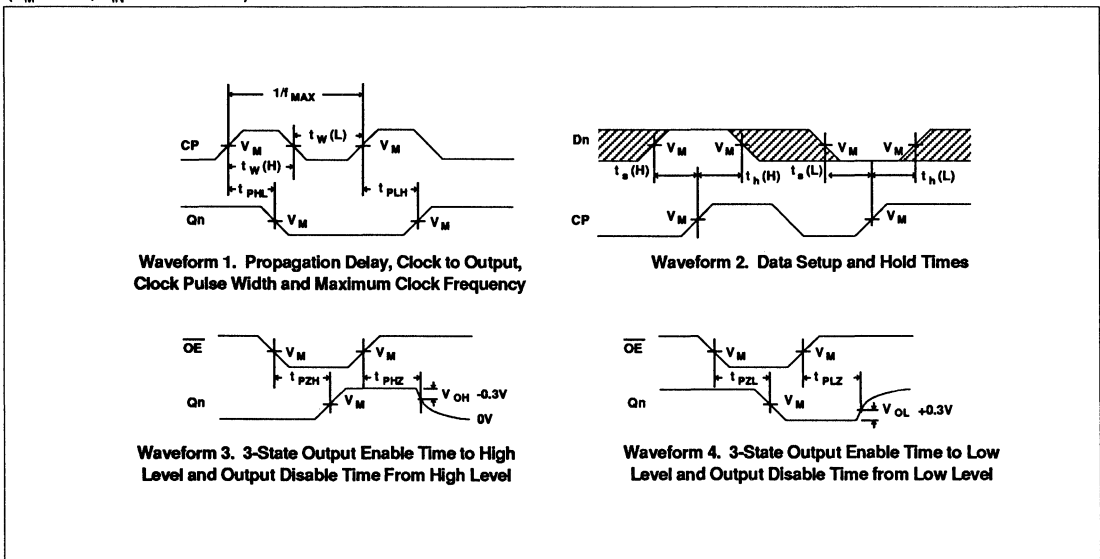 1/f MAX
t W (L)
CP
V M
V M
t W (H)
t PHL
t PLH
Qn
V M
V M
Waveform 1. Propagation Delay, Clock to Output,
Clock Pulse Width and Maximum Clock Frequency
Dn
V M
V M
V M
V M
t s (H)
t h (H)
t s (L)
t h (L)
CP
V M
V M
Waveform 2. Data Setup and Hold Times
OE
V M
V M
t PZH
t PHZ
V OH -0.3V
Qn
V M
0V
Waveform 3. 3-State Output Enable Time to High
Level and Output Disable Time From High Level
OE
V M
V M
t PZL
t PLZ
Qn
V M
V OL +0.3V
Waveform 4. 3-State Output Enable Time to Low
Level and Output Disable Time from Low Level